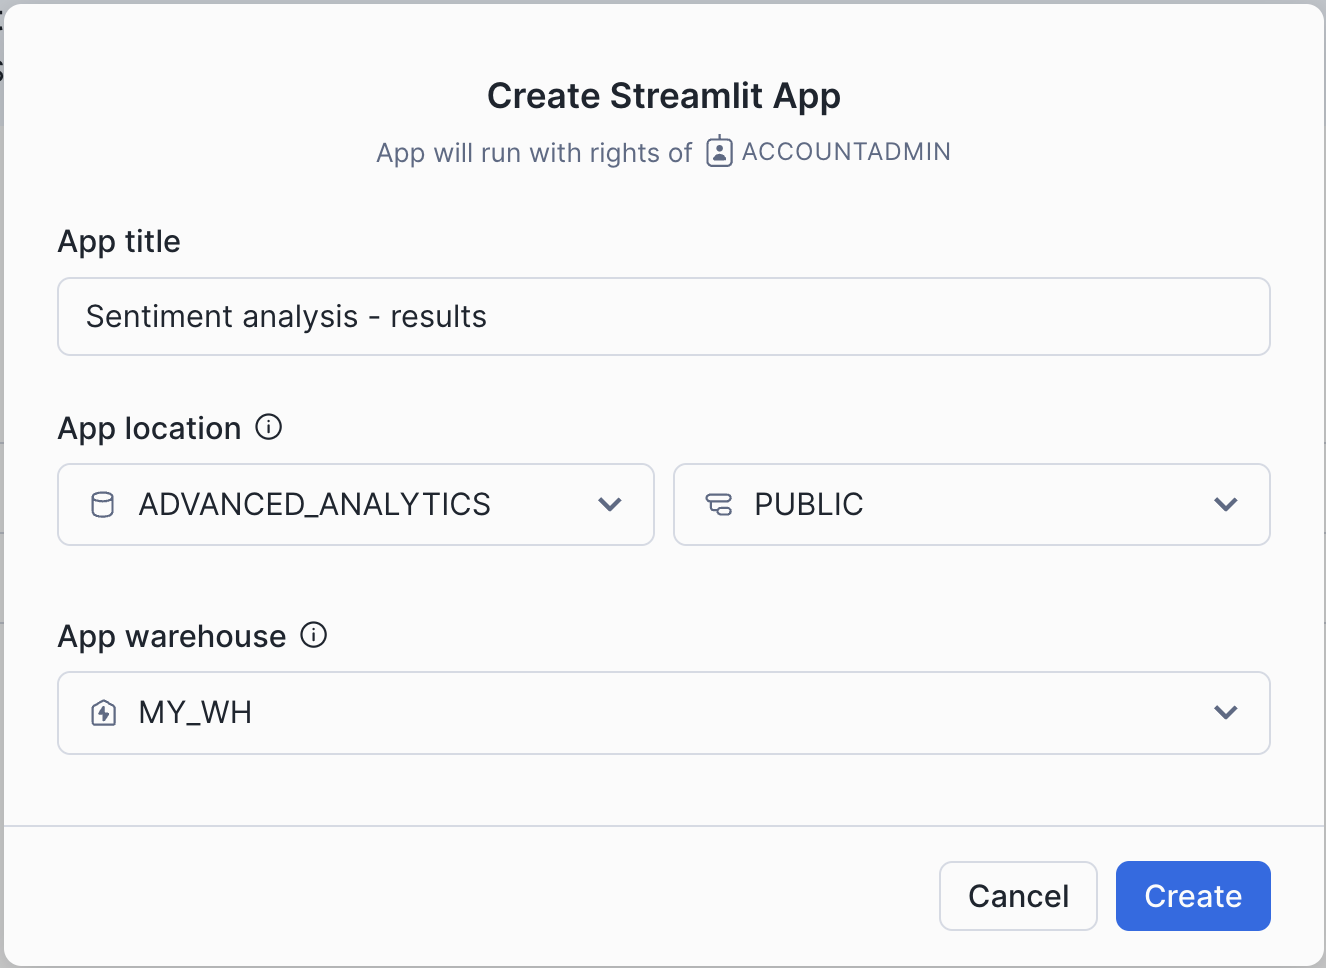 Create Streamlit App
App will run with rights of ACCOUNTADMIN
App title
Sentiment analysis - results
App location
ADVANCED_ANALYTICS
PUBLIC
App warehouse
MY_WH
Cancel
Create